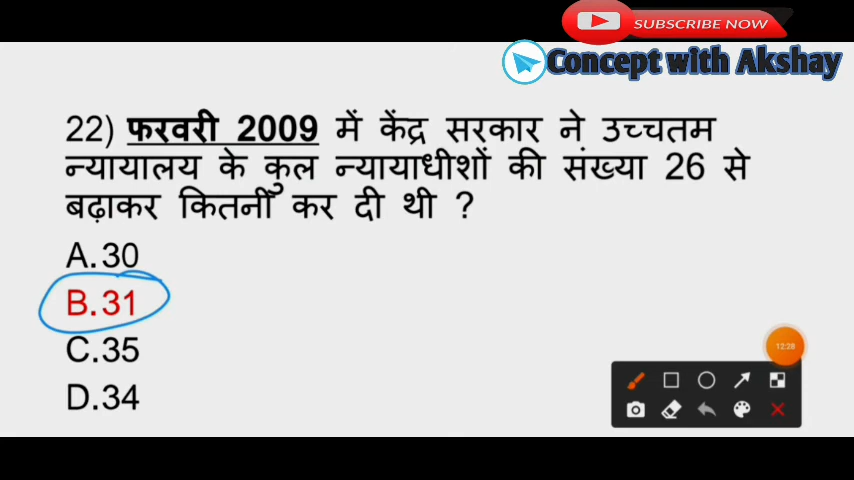 SUBSCRIBE NOW
Concept with Akshay
22) फरवरी 2009 में केंद्र सरकार ने उच्चतम
न्यायालय के कुल न्यायाधीशों की संख्या 26 से
बढ़ाकर कितनी कर दी थी ?
A.30
B.31
C.35
D.34
12:28